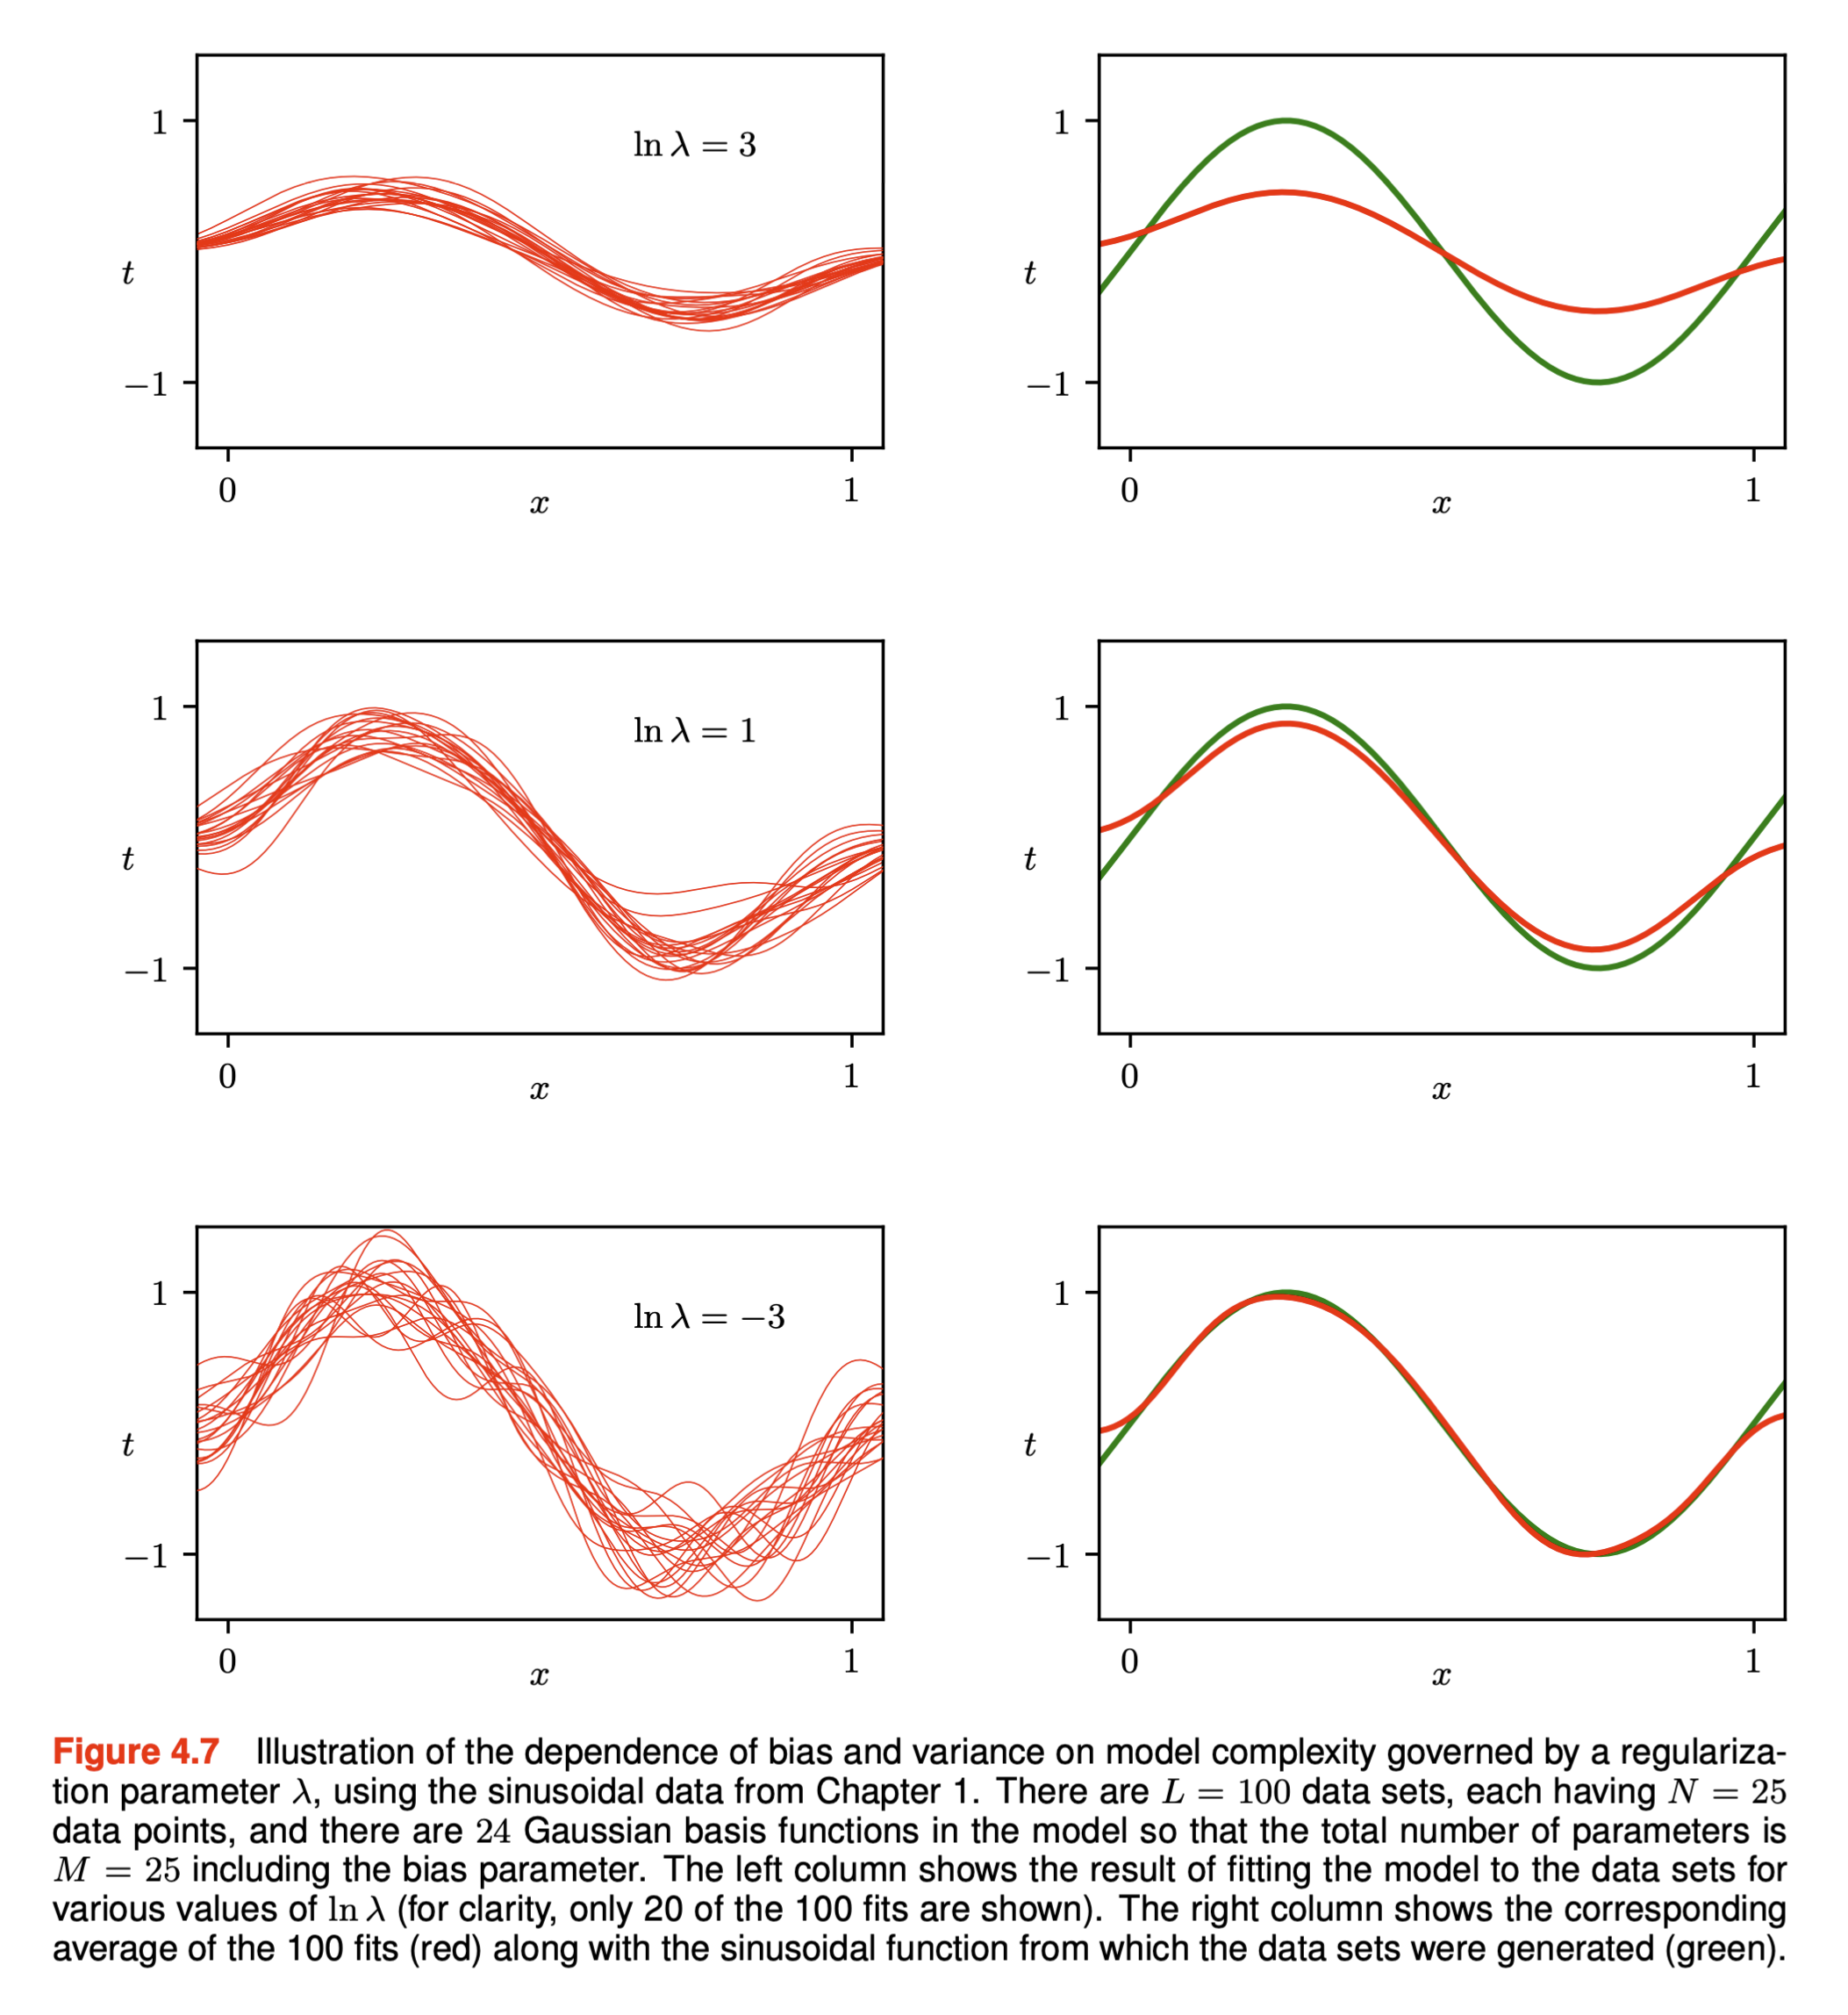 1
ln λ = 3
t
−1
0
x
1
1
t
−1
0
x
1
1
ln λ = 1
t
−1
0
x
1
1
t
−1
0
x
1
1
ln λ = −3
t
−1
0
x
1
1
t
−1
0
x
1
Figure 4.7 Illustration of the dependence of bias and variance on model complexity governed by a regulariza-
tion parameter λ, using the sinusoidal data from Chapter 1. There are L = 100 data sets, each having N = 25
data points, and there are 24 Gaussian basis functions in the model so that the total number of parameters is
M = 25 including the bias parameter. The left column shows the result of fitting the model to the data sets for
various values of ln λ (for clarity, only 20 of the 100 fits are shown). The right column shows the corresponding
average of the 100 fits (red) along with the sinusoidal function from which the data sets were generated (green).